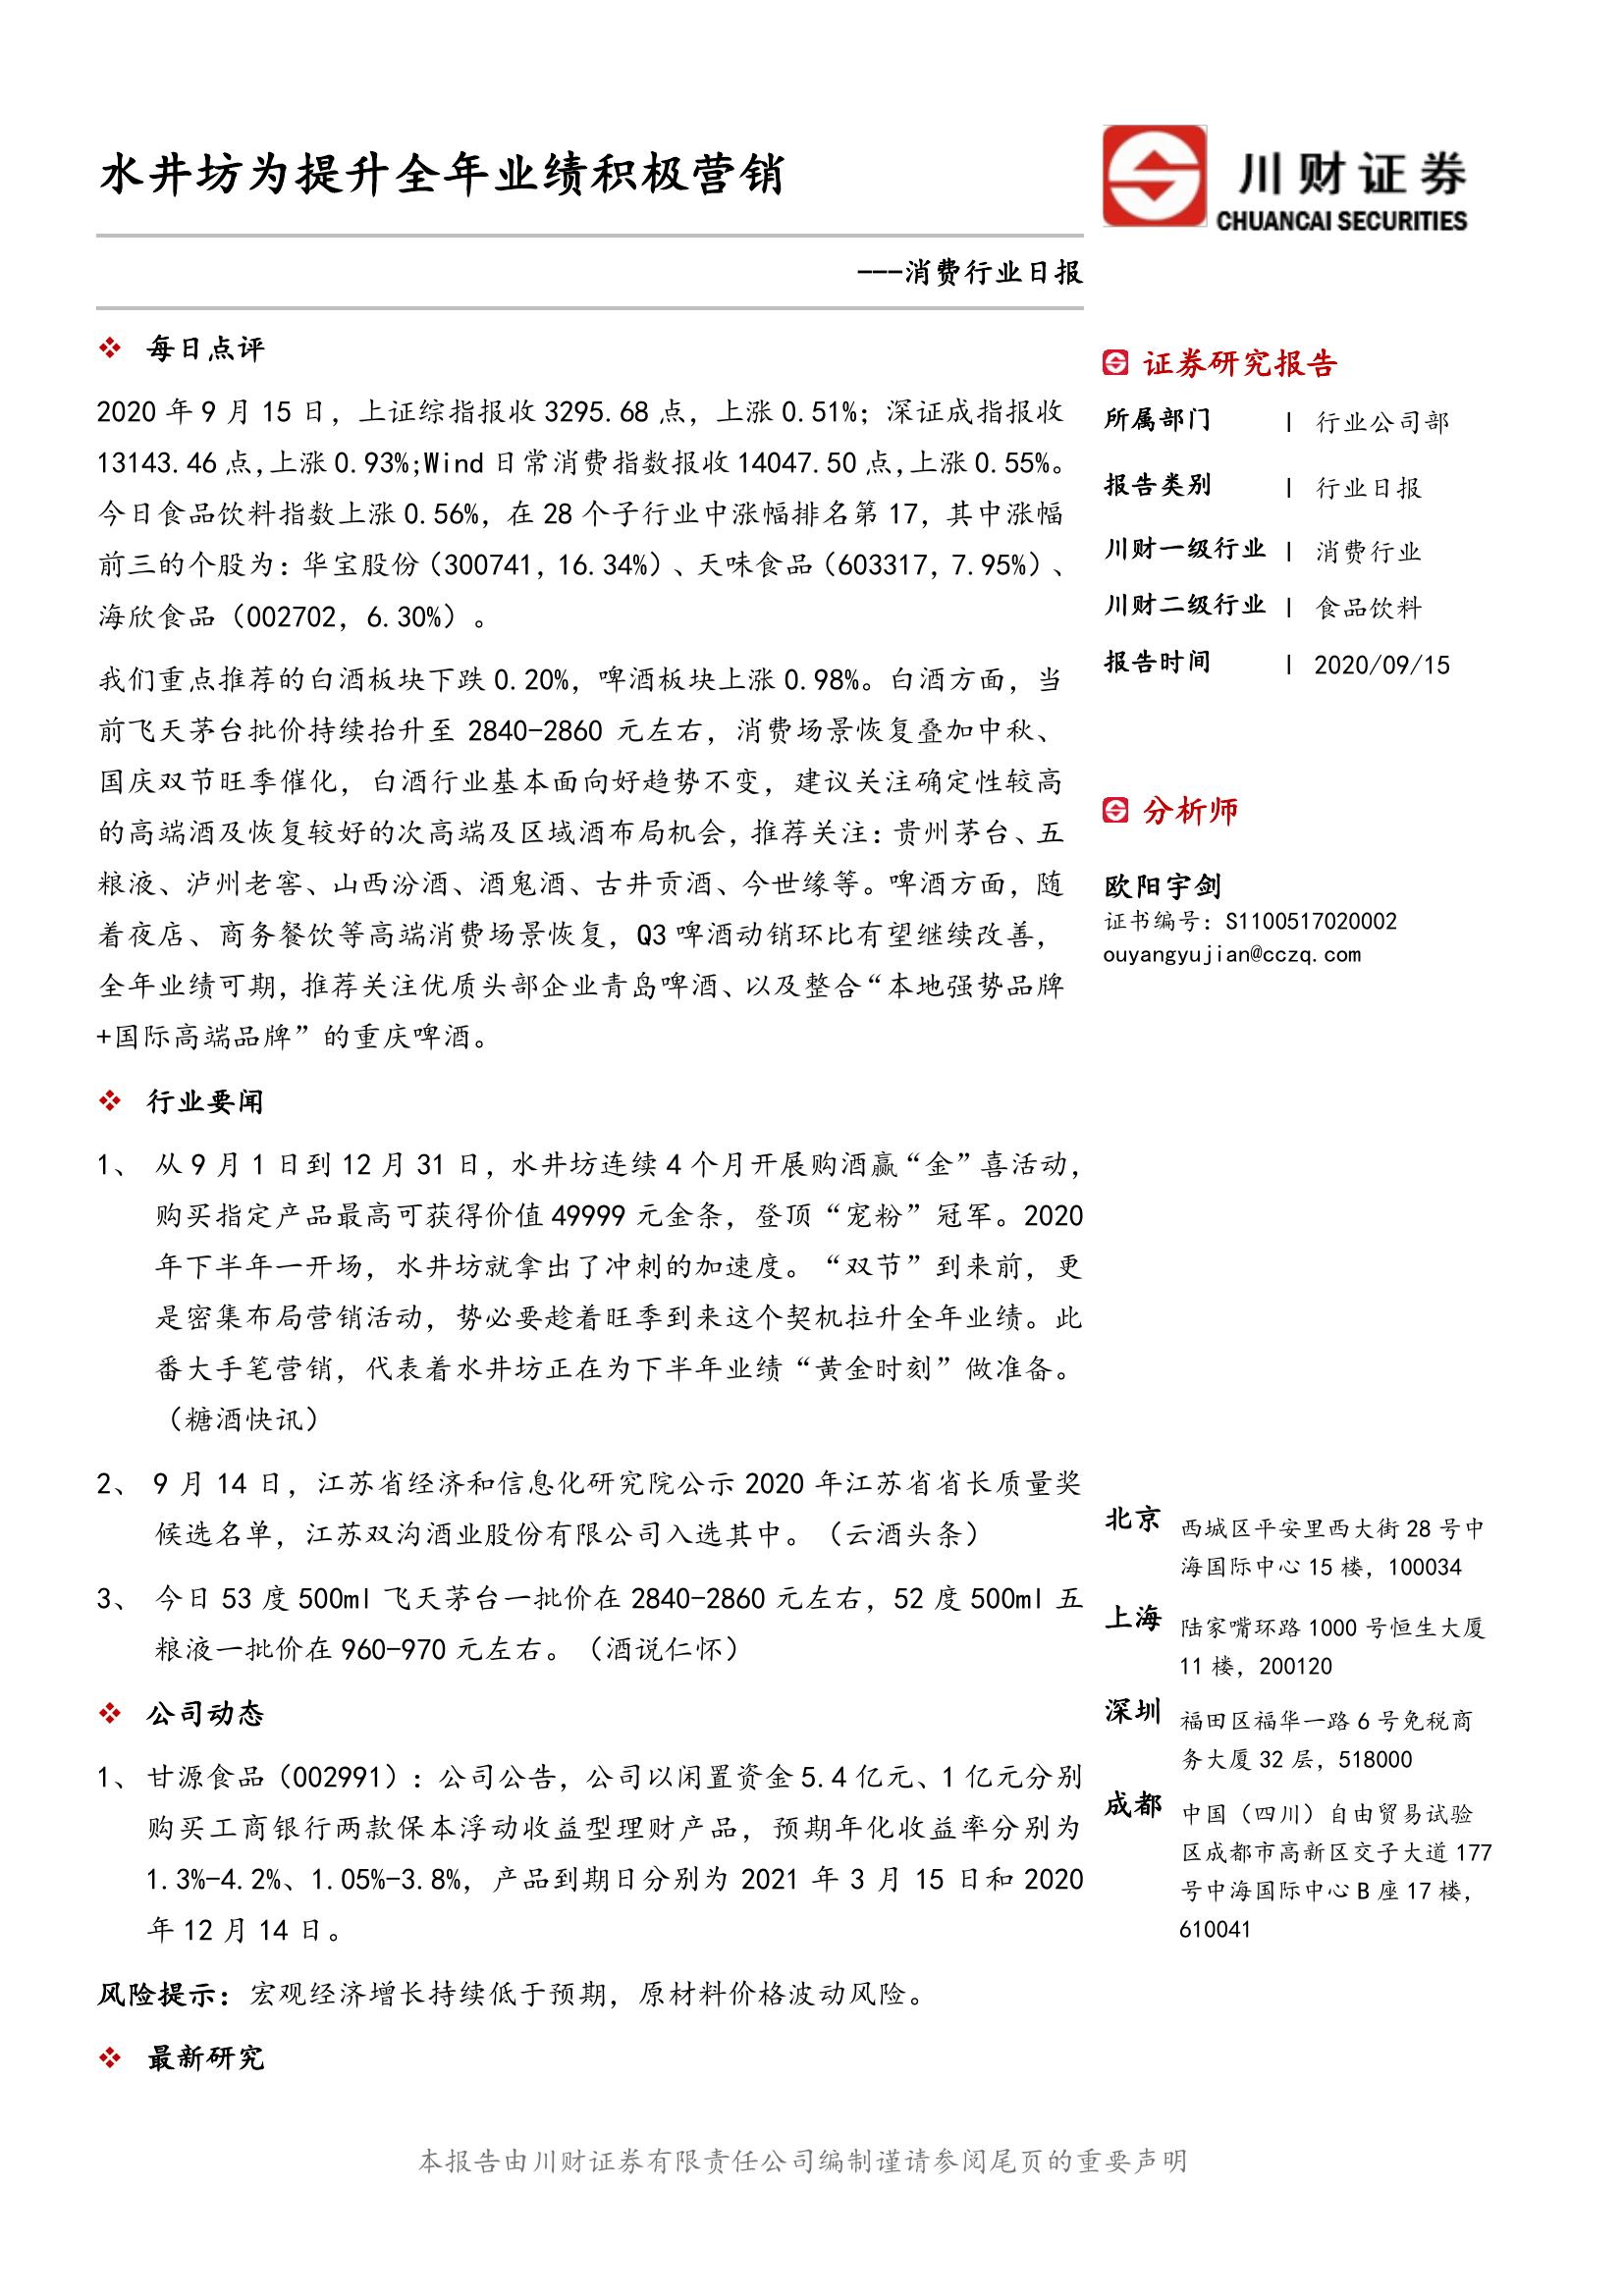 水井坊为提升全年业绩积极营销
川财证券
CHUANCAI SECURITIES
---消费行业日报
每日点评
2020 年 9 月 15 日，上证综指报收 3295.68 点，上涨 0.51%；深证成指报收
13143.46 点，上涨 0.93%；Wind 日常消费指数报收 14047.50 点，上涨 0.55%。
今日食品饮料指数上涨 0.56%，在 28 个子行业中涨幅排名第 17，其中涨幅
前三的个股为：华宝股份（300741，16.34%）、天味食品（603317，7.95%）、
海欣食品（002702，6.30%）。
我们重点推荐的白酒板块下跌 0.20%，啤酒板块上涨 0.98%。白酒方面，当
前飞天茅台批价持续抬升至 2840-2860 元左右，消费场景恢复叠加中秋、
国庆双节旺季催化，白酒行业基本面向好趋势不变，建议关注确定性较高
的高端酒及恢复较好的次高端及区域酒布局机会，推荐关注：贵州茅台、五
粮液、泸州老窖、山西汾酒、酒鬼酒、古井贡酒、今世缘等。啤酒方面，随
着夜店、商务餐饮等高端消费场景恢复，Q3 啤酒动销环比有望继续改善，
全年业绩可期，推荐关注优质头部企业青岛啤酒、以及整合“本地强势品牌
+国际高端品牌”的重庆啤酒。
行业要闻
1、 从 9 月 1 日到 12 月 31 日，水井坊连续 4 个月开展购酒赢“金”喜活动，
购买指定产品最高可获得价值 49999 元金条，登顶“宠粉”冠军。2020
年下半年一开场，水井坊就拿出了冲刺的加速度。“双节”到来前，更
是密集布局营销活动，势必要趁着旺季到来这个契机拉升全年业绩。此
番大手笔营销，代表着水井坊正在为下半年业绩“黄金时刻”做准备。
（糖酒快讯）
2、 9 月 14 日，江苏省经济和信息化研究院公示 2020 年江苏省省长质量奖
候选名单，江苏双沟酒业股份有限公司入选其中。（云酒头条）
3、 今日 53 度 500ml 飞天茅台一批价在 2840-2860 元左右，52 度 500ml 五
粮液一批价在 960-970 元左右。（酒说仁怀）
公司动态
1、 甘源食品（002991）：公司公告，公司以闲置资金 5.4 亿元、1 亿元分别
购买工商银行两款保本浮动收益型理财产品，预期年化收益率分别为
1.3%-4.2%、1.05%-3.8%，产品到期日分别为 2021 年 3 月 15 日和 2020
年 12 月 14 日。
风险提示：宏观经济增长持续低于预期，原材料价格波动风险。
最新研究
证券研究报告
所属部门 | 行业公司部
报告类别 | 行业日报
川财一级行业 | 消费行业
川财二级行业 | 食品饮料
报告时间 | 2020/09/15
分析师
欧阳宇剑
证书编号：S1100517020002
ouyangyujian@cczq.com
北京 西城区平安里西大街 28 号中
海国际中心 15 楼，100034
上海 陆家嘴环路 1000 号恒生大厦
11 楼，200120
深圳 福田区福华一路 6 号免税商
务大厦 32 层，518000
成都 中国（四川）自由贸易试验
区成都市高新区交子大道 177
号中海国际中心 B 座 17 楼，
610041
本报告由川财证券有限责任公司编制谨请参阅尾页的重要声明